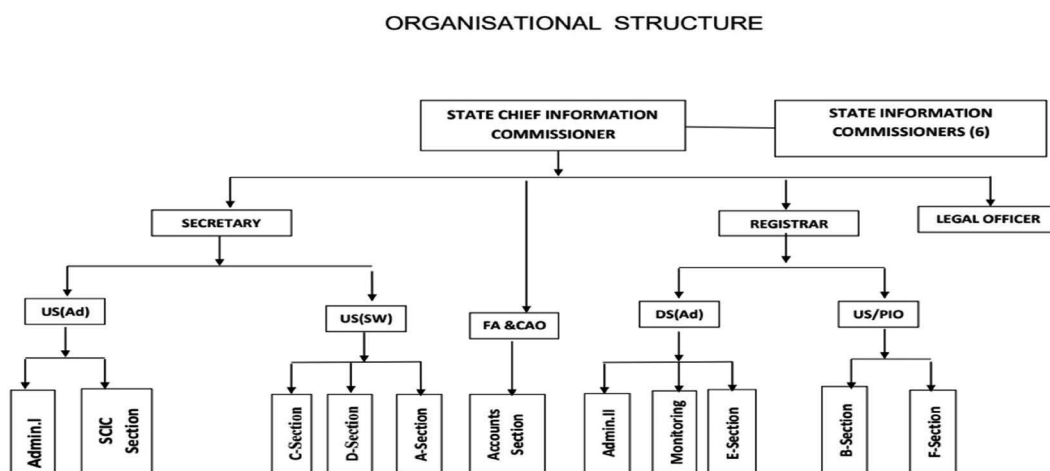 ORGANISATIONAL STRUCTURE
STATE CHIEF INFORMATION
COMMISSIONER
STATE INFORMATION
COMMISSIONERS (6)
SECRETARY
REGISTRAR
LEGAL OFFICER
US(Ad)
US(SW)
FA &CAO
DS(Ad)
US/PIO
Admin.I
SCIC
Section
C-Section
D-Section
A-Section
Accounts
Section
Admin.II
Monitoring
E-Section
B-Section
F-Section